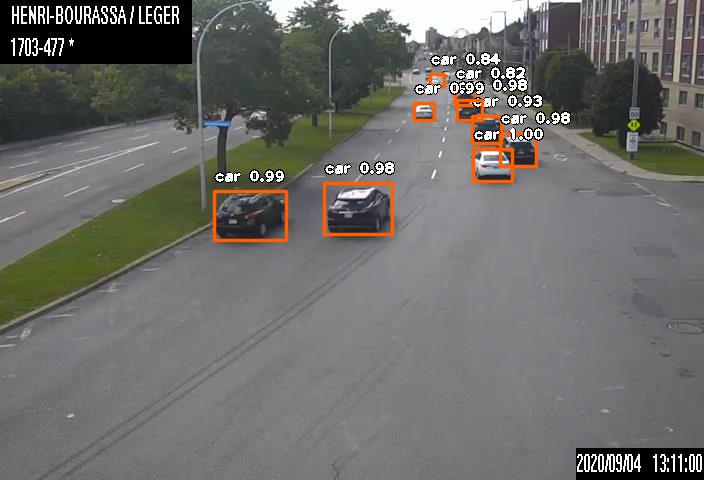 HENRI-BOURASSA / LEGER
1703-477 *
car 0.84
car 0.82
car 0.99
0.98
car 0.93
car 0.98
car 1.00
car 0.98
car 0.99
2020/09/04 13:11:00